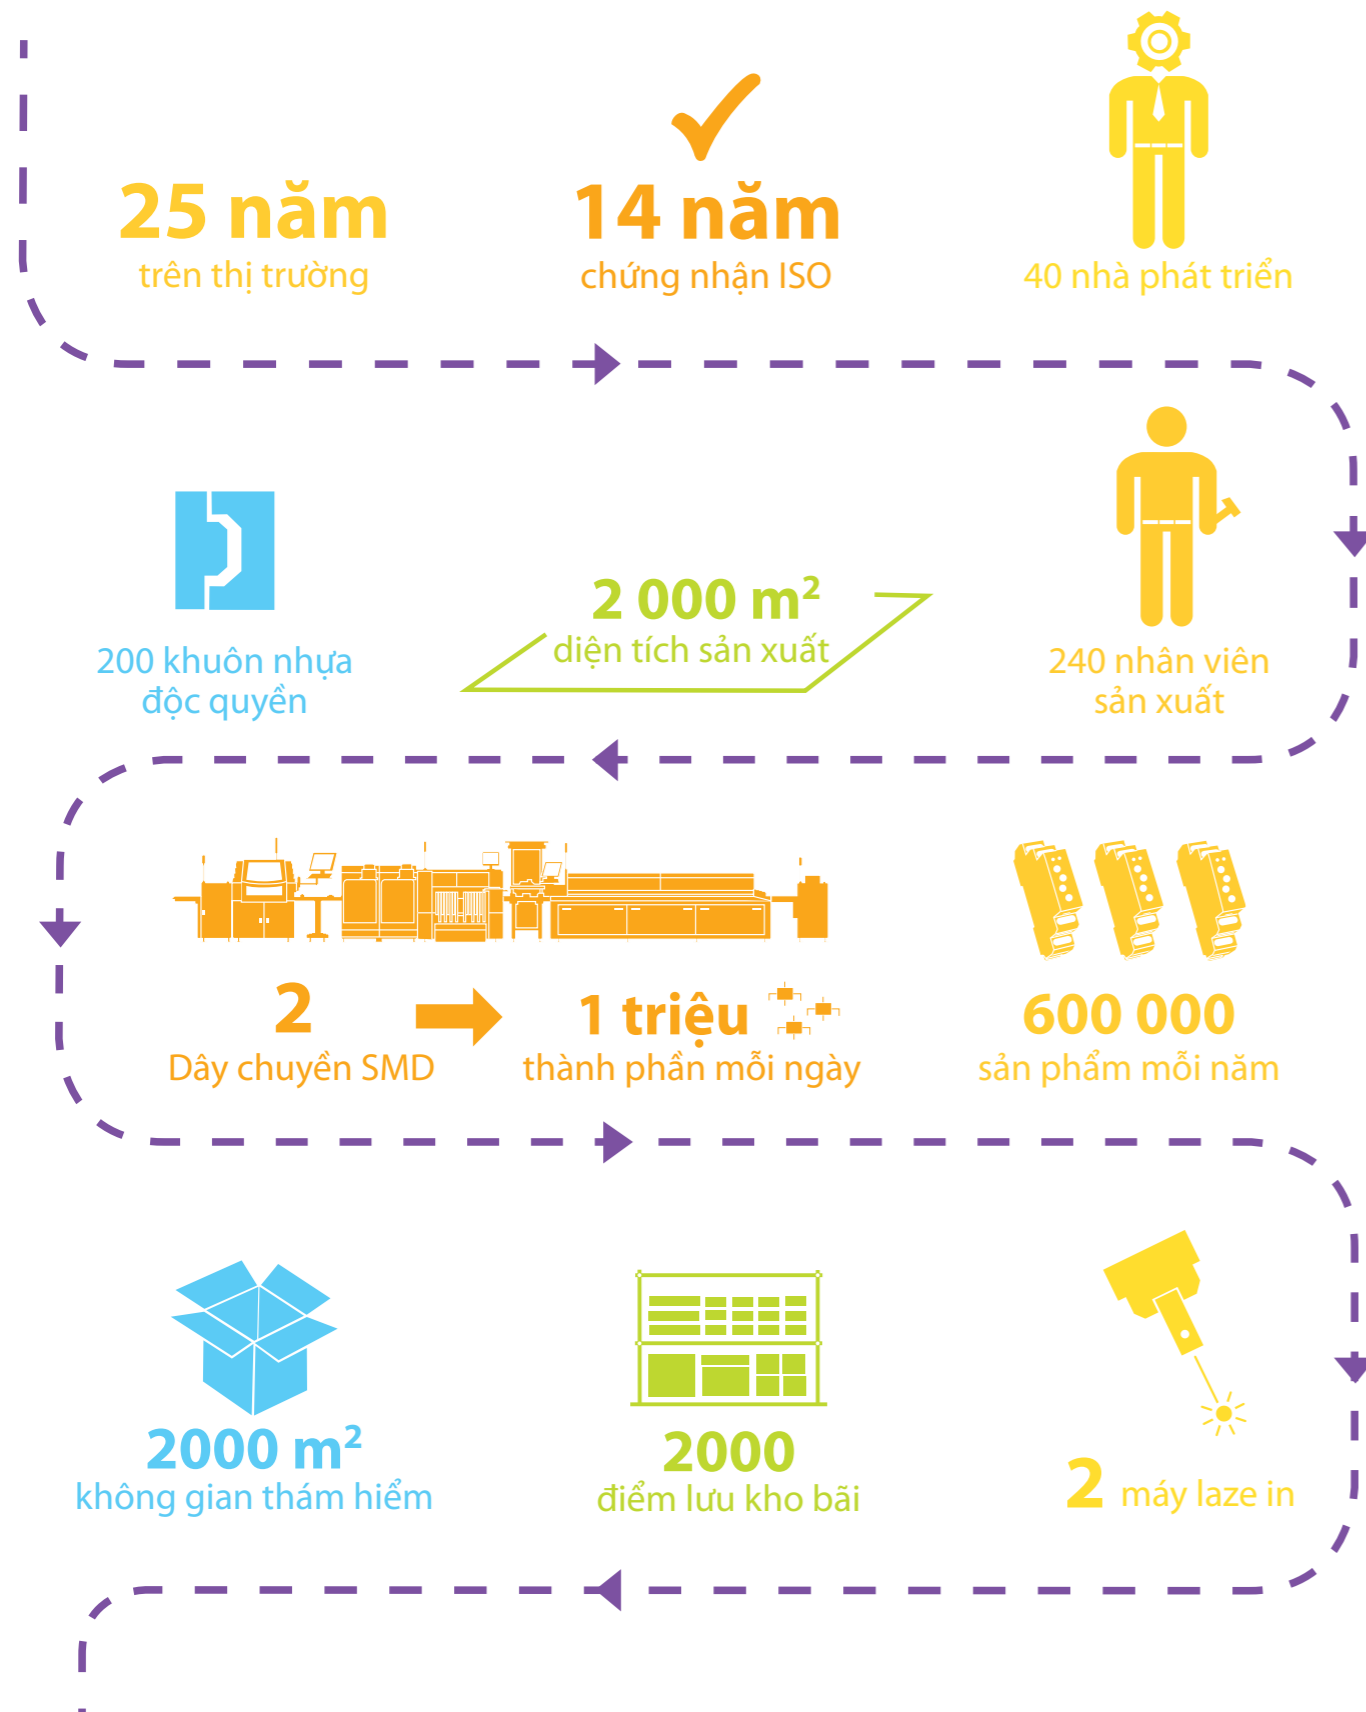 25 năm
trên thị trường
14 năm
chứng nhận ISO
40 nhà phát triển
200 khuôn nhựa
độc quyền
2 000 m²
diện tích sản xuất
240 nhân viên
sản xuất
2
Dây chuyền SMD
1 triệu
thành phần mỗi ngày
600 000
sản phẩm mỗi năm
2000 m²
không gian thám hiểm
2000
điểm lưu kho bãi
2 máy laze in